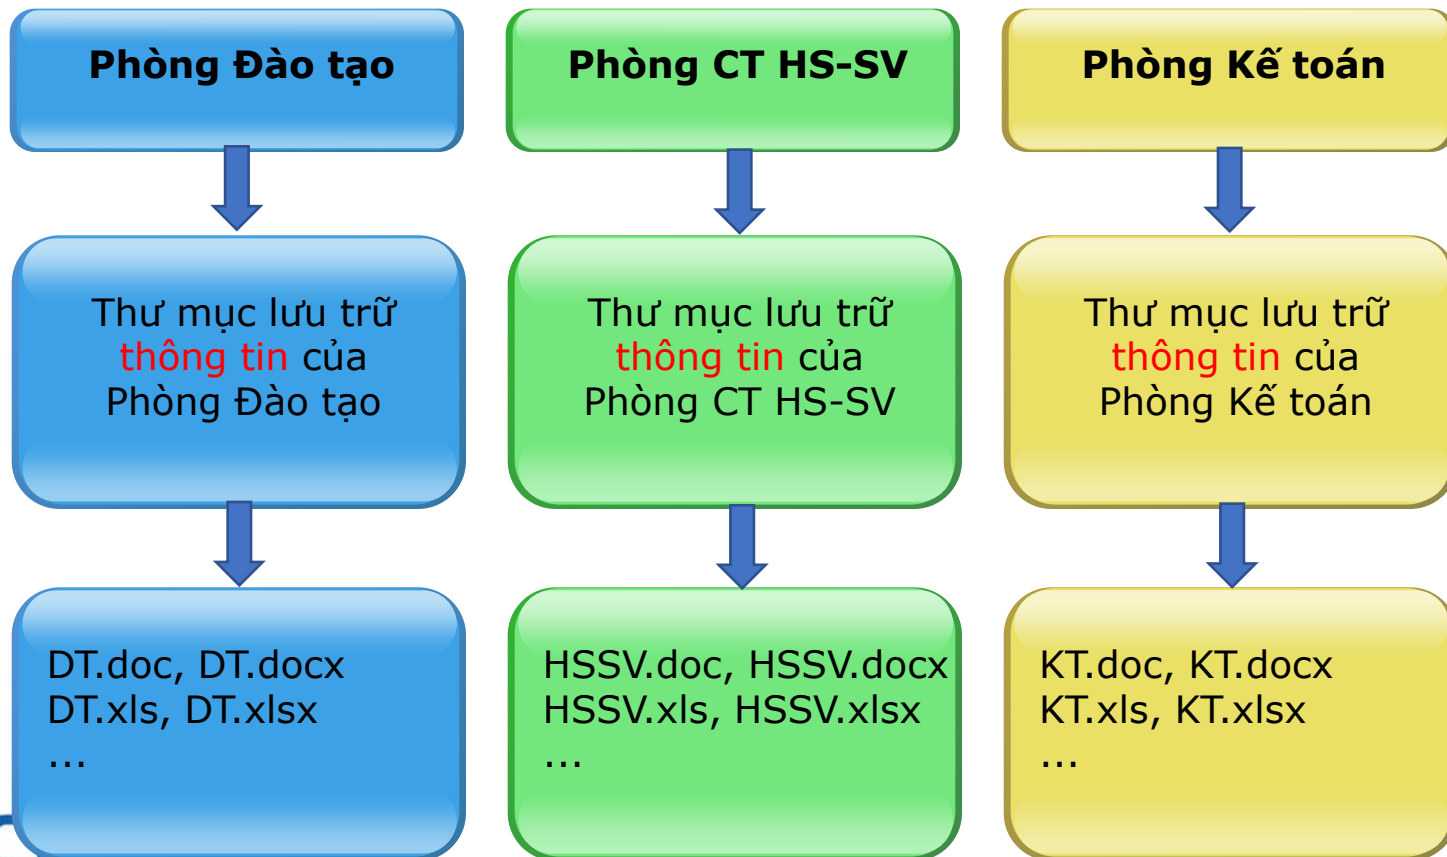 Phòng Đào tạo
Phòng CT HS-SV
Phòng Kế toán
Thư mục lưu trữ
thông tin của
Phòng Đào tạo
Thư mục lưu trữ
thông tin của
Phòng CT HS-SV
Thư mục lưu trữ
thông tin của
Phòng Kế toán
DT.doc, DT.docx
DT.xls, DT.xlsx
...
HSSV.doc, HSSV.docx
HSSV.xls, HSSV.xlsx
...
KT.doc, KT.docx
KT.xls, KT.xlsx
...